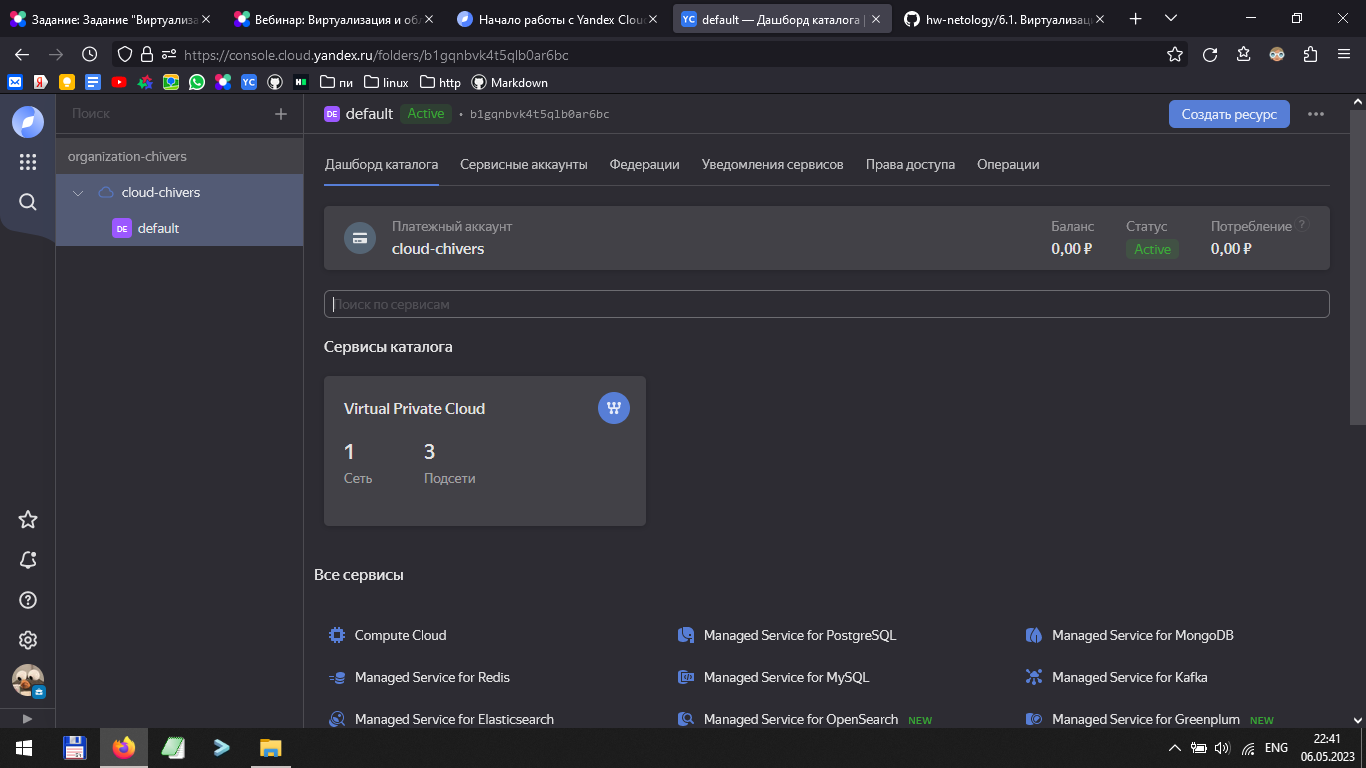 Задание: Задание "Виртуализа
Вебинар: Виртуализация и обл
Начало работы с Yandex Clou
YC default — Дашборд каталога |
hw-netology/6.1. Виртуализац
https://console.cloud.yandex.ru/folders/b1gqnbvk4t5qlb0ar6bc
YC
пи
linux
http
Markdown
Поиск
DE default Active • b1gqnbvk4t5qlb0ar6bc
Создать ресурс
organization-chivers
cloud-chivers
DE default
Дашборд каталога Сервисные аккаунты Федерации Уведомления сервисов Права доступа Операции
Платежный аккаунт Баланс Статус Потребление ?
cloud-chivers 0,00 ₽ Active 0,00 ₽
Поиск по сервисам
Сервисы каталога
Virtual Private Cloud
1 3
Сеть Подсети
Все сервисы
Compute Cloud Managed Service for PostgreSQL Managed Service for MongoDB
Managed Service for Redis Managed Service for MySQL Managed Service for Kafka
Managed Service for Elasticsearch Managed Service for OpenSearch NEW Managed Service for Greenplum NEW
ENG
22:41
06.05.2023